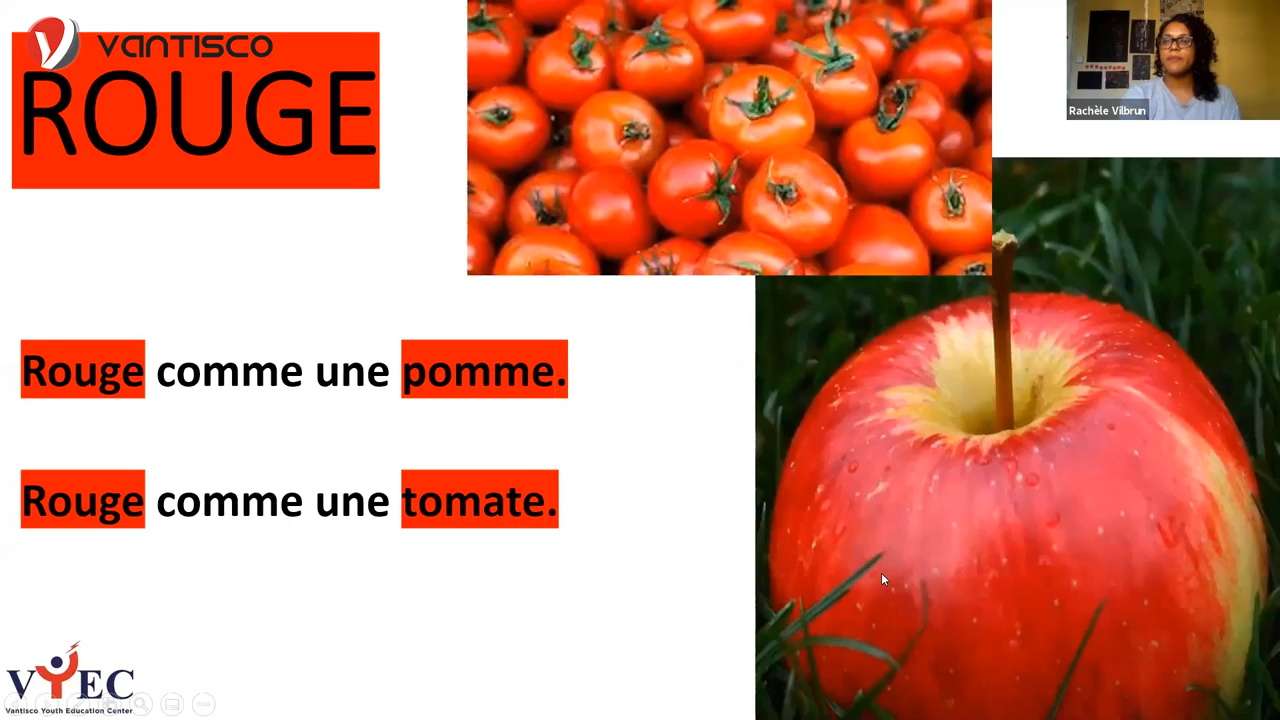 VANTISCO
ROUGE
Rachèle Vilbrun
Rouge comme une pomme.
Rouge comme une tomate.
VYEC
Vantisco Youth Education Center